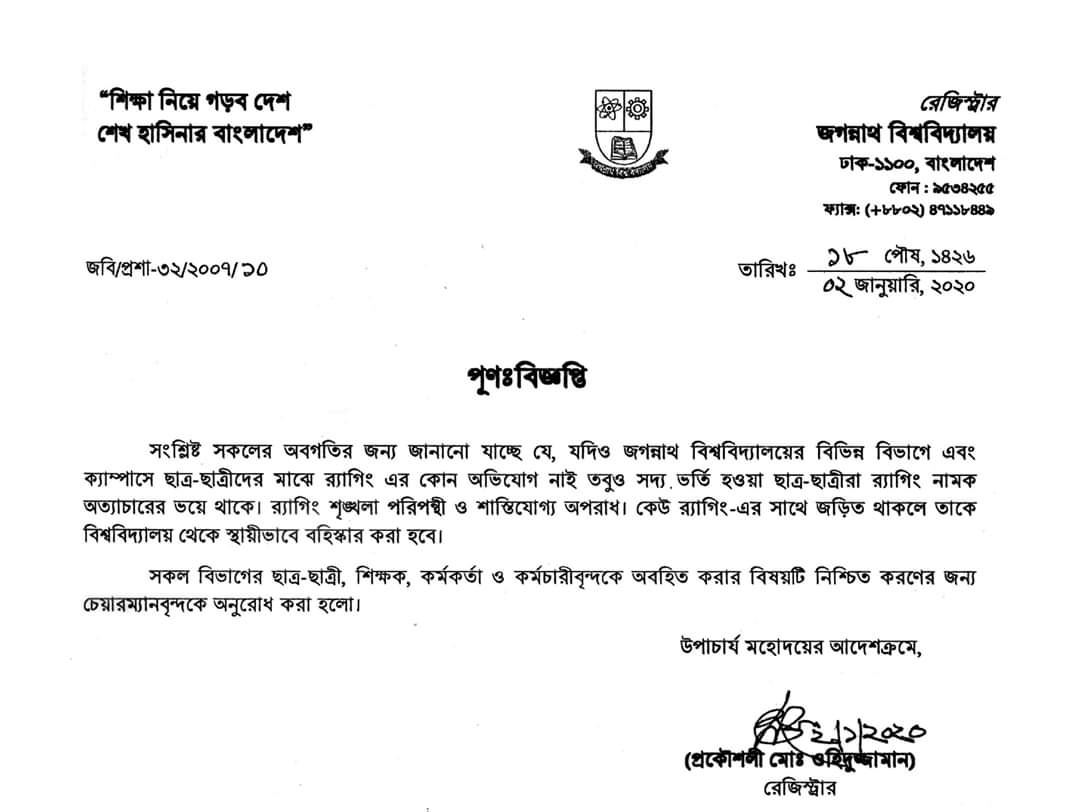 “শিক্ষা নিয়ে গড়ব দেশ
শেখ হাসিনার বাংলাদেশ”
রেজিস্ট্রার
জগন্নাথ বিশ্ববিদ্যালয়
ঢাক-১১০০, বাংলাদেশ
ফোন : ৯৫৩৪২৫৫
ফ্যাক্স: (+৮৮০২) ৪৭১১৮৪৪৯
জগন্নাথ বিশ্ববিদ্যালয়
জবি/প্রশা-৩২/২০০৭/১০
তারিখঃ ১৮ পৌষ, ১৪২৬
০২ জানুয়ারি, ২০২০
পূণঃবিজ্ঞপ্তি
সংশ্লিষ্ট সকলের অবগতির জন্য জানানো যাচ্ছে যে, যদিও জগন্নাথ বিশ্ববিদ্যালয়ের বিভিন্ন বিভাগে এবং
ক্যাম্পাসে ছাত্র-ছাত্রীদের মাঝে র‍্যাগিং এর কোন অভিযোগ নাই তবুও সদ্য ভর্তি হওয়া ছাত্র-ছাত্রীরা র‍্যাগিং নামক
অত্যাচারের ভয়ে থাকে। র‍্যাগিং শৃঙ্খলা পরিপন্থী ও শাস্তিযোগ্য অপরাধ। কেউ র‍্যাগিং-এর সাথে জড়িত থাকলে তাকে
বিশ্ববিদ্যালয় থেকে স্থায়ীভাবে বহিস্কার করা হবে।
সকল বিভাগের ছাত্র-ছাত্রী, শিক্ষক, কর্মকর্তা ও কর্মচারীবৃন্দকে অবহিত করার বিষয়টি নিশ্চিত করণের জন্য
চেয়ারম্যানবৃন্দকে অনুরোধ করা হলো।
উপাচার্য মহোদয়ের আদেশক্রমে,
২/১/২০২০
(প্রকৌশলী মোঃ ওহিদুজ্জামান)
রেজিস্ট্রার